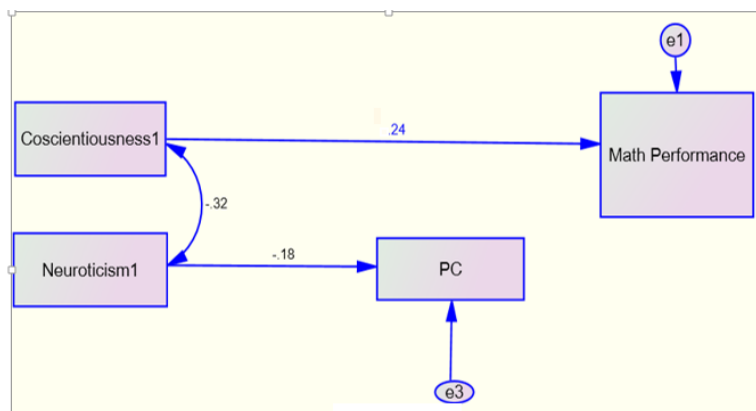 e1
Coscientiousness1
.24
Math Performance
-.32
Neuroticism1
-.18
PC
e3